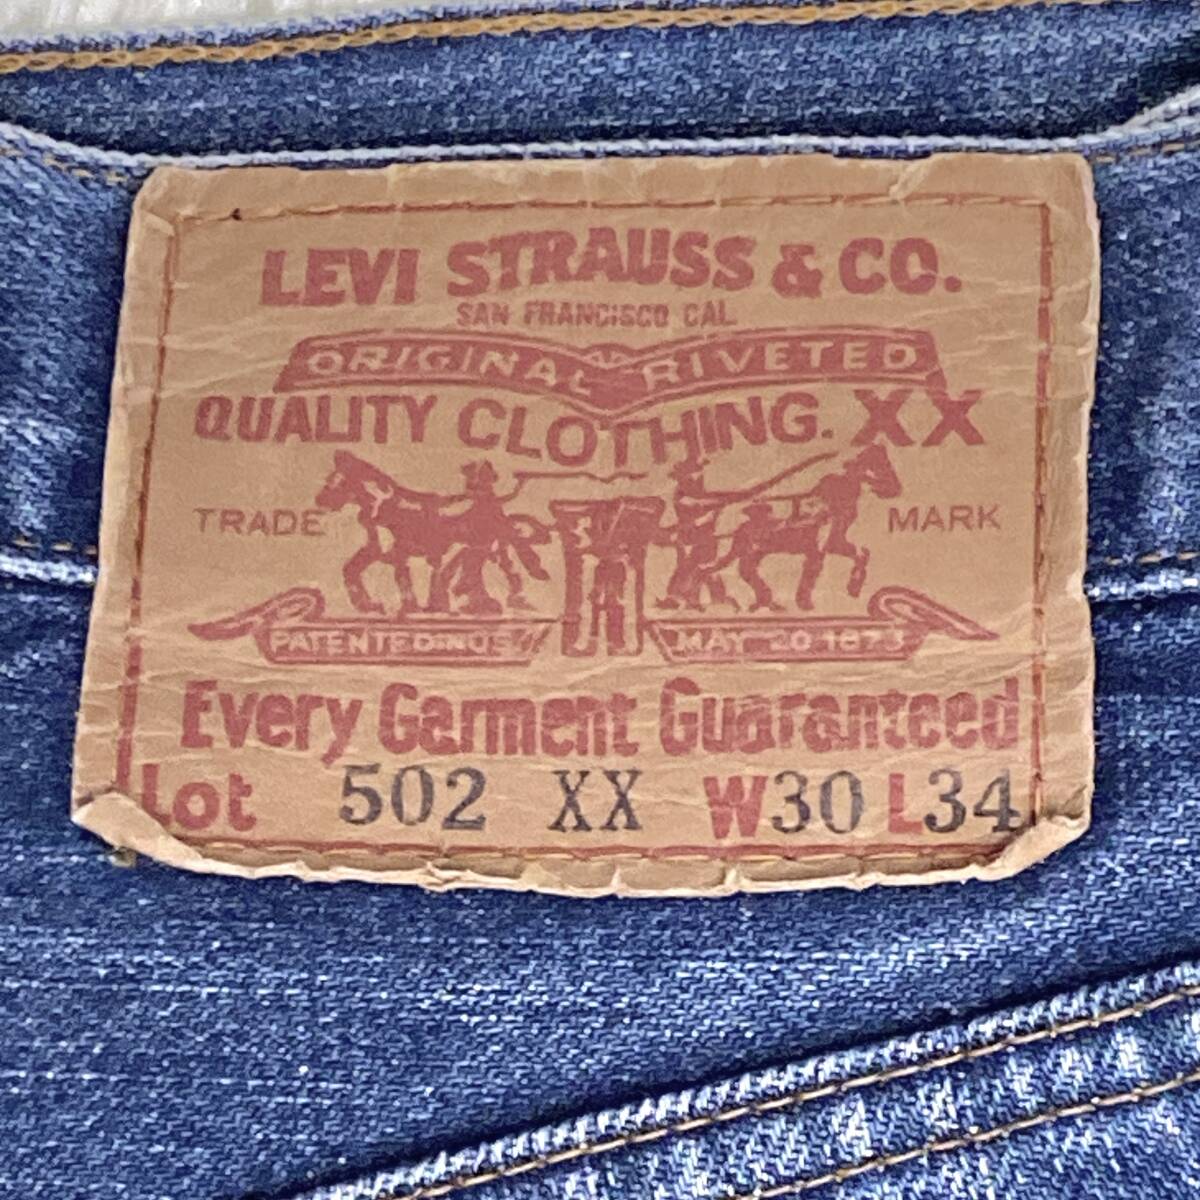 LEVI STRAUSS & CO.
SAN FRANCISCO CAL
ORIGINAL RIVETED
QUALITY CLOTHING. XX
TRADE MARK
PATENTED IN U.S. MAY 20 1873
Every Garment Guaranteed
Lot 502 XX W30 L34